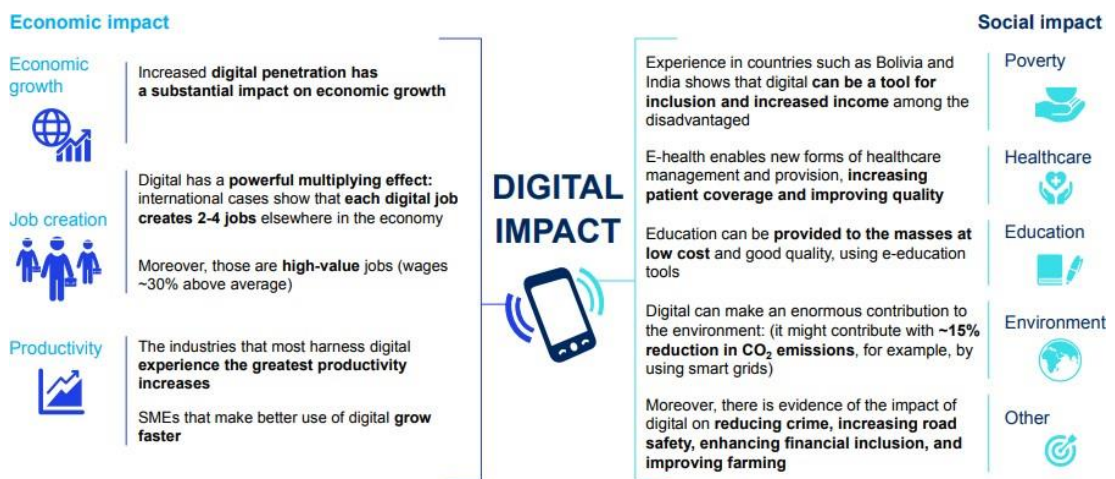 Economic impact
Economic
growth
Increased digital penetration has
a substantial impact on economic growth
Job creation
Digital has a powerful multiplying effect:
international cases show that each digital job
creates 2-4 jobs elsewhere in the economy
Moreover, those are high-value jobs (wages
~30% above average)
Productivity
The industries that most harness digital
experience the greatest productivity
increases
SMEs that make better use of digital grow
faster
DIGITAL
IMPACT
Social impact
Experience in countries such as Bolivia and
India shows that digital can be a tool for
inclusion and increased income among the
disadvantaged
Poverty
E-health enables new forms of healthcare
management and provision, increasing
patient coverage and improving quality
Healthcare
Education can be provided to the masses at
low cost and good quality, using e-education
tools
Education
Digital can make an enormous contribution to
the environment: (it might contribute with ~15%
reduction in CO₂ emissions, for example, by
using smart grids)
Environment
Moreover, there is evidence of the impact of
digital on reducing crime, increasing road
safety, enhancing financial inclusion, and
improving farming
Other